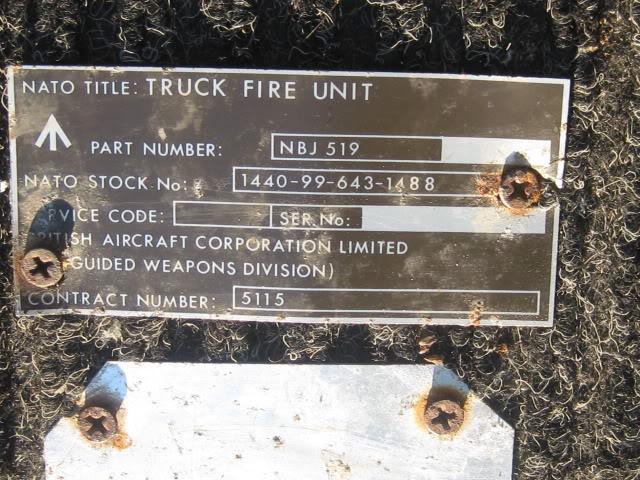 NATO TITLE: TRUCK FIRE UNIT
PART NUMBER: NBJ 519
NATO STOCK No: 1440-99-643-1488
RVICE CODE: SER. No:
ITISH AIRCRAFT CORPORATION LIMITED
GUIDED WEAPONS DIVISION)
CONTRACT NUMBER: 5115